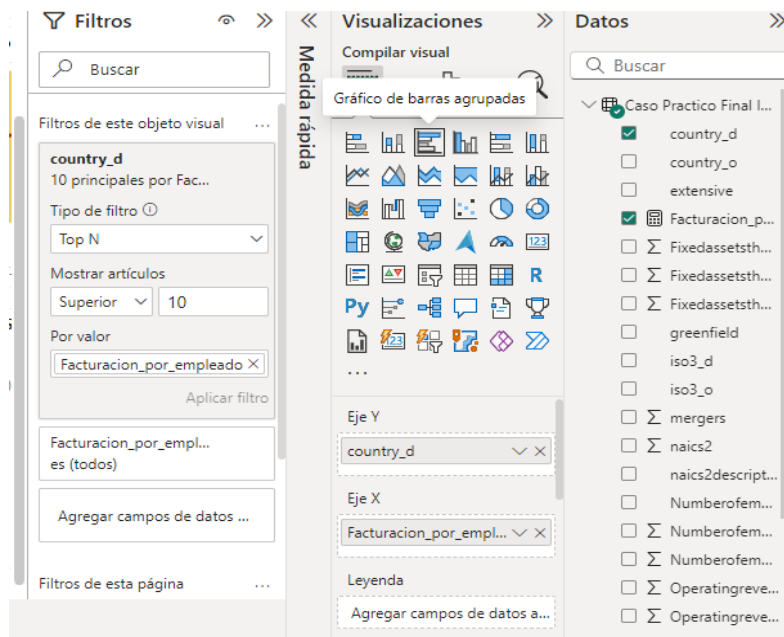 Filtros
Buscar
Filtros de este objeto visual ...
country_d
10 principales por Fac...
Tipo de filtro
Top N
Mostrar artículos
Superior 10
Por valor
Facturacion_por_empleado
Aplicar filtro
Facturacion_por_empl...
es (todos)
Agregar campos de datos ...
Filtros de esta página ...
Medida rápida
Visualizaciones
Compilar visual
Gráfico de barras agrupadas
123
R
Py
123
...
Eje Y
country_d
Eje X
Facturacion_por_empl...
Leyenda
Agregar campos de datos a...
Datos
Buscar
Caso Practico Final I...
country_d
country_o
extensive
Facturacion_p...
Σ Fixedassetsth...
Σ Fixedassetsth...
Σ Fixedassetsth...
greenfield
iso3_d
iso3_o
Σ mergers
Σ naics2
naics2descript...
Numberofem...
Σ Numberofem...
Σ Numberofem...
Σ Operatingreve...
Σ Operatingreve...